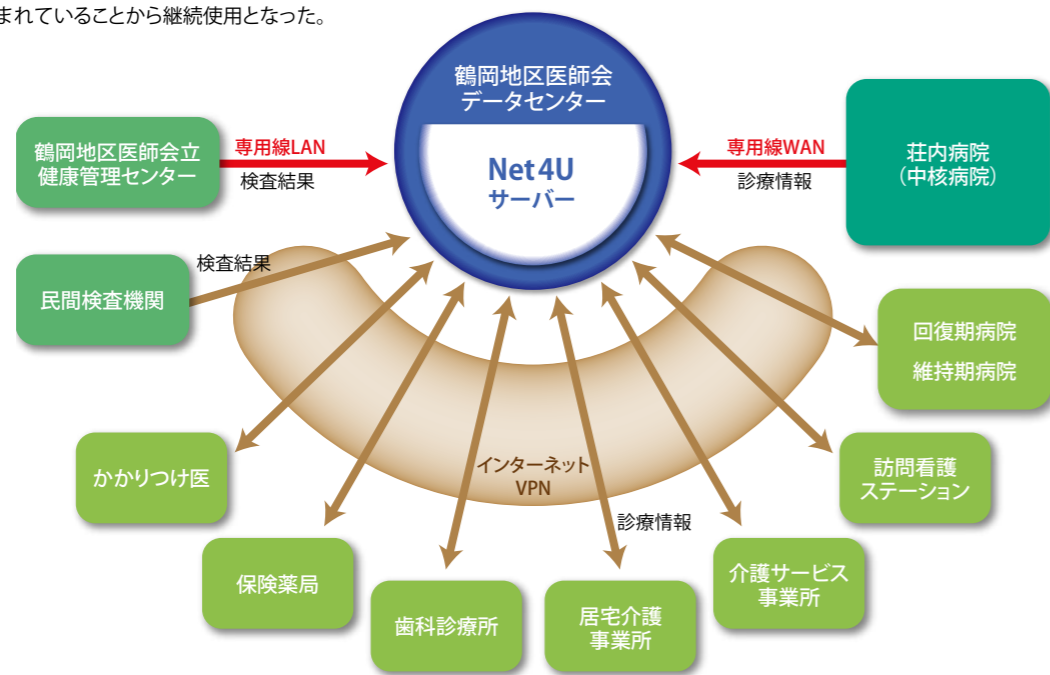 まれていることから継続使用となった。
鶴岡地区医師会
データセンター
Net4U
サーバー
鶴岡地区医師会立
健康管理センター
専用線LAN
検査結果
専用線WAN
診療情報
荘内病院
（中核病院）
検査結果
民間検査機関
回復期病院
維持期病院
かかりつけ医
インターネット
VPN
訪問看護
ステーション
診療情報
保険薬局
介護サービス
事業所
歯科診療所
居宅介護
事業所